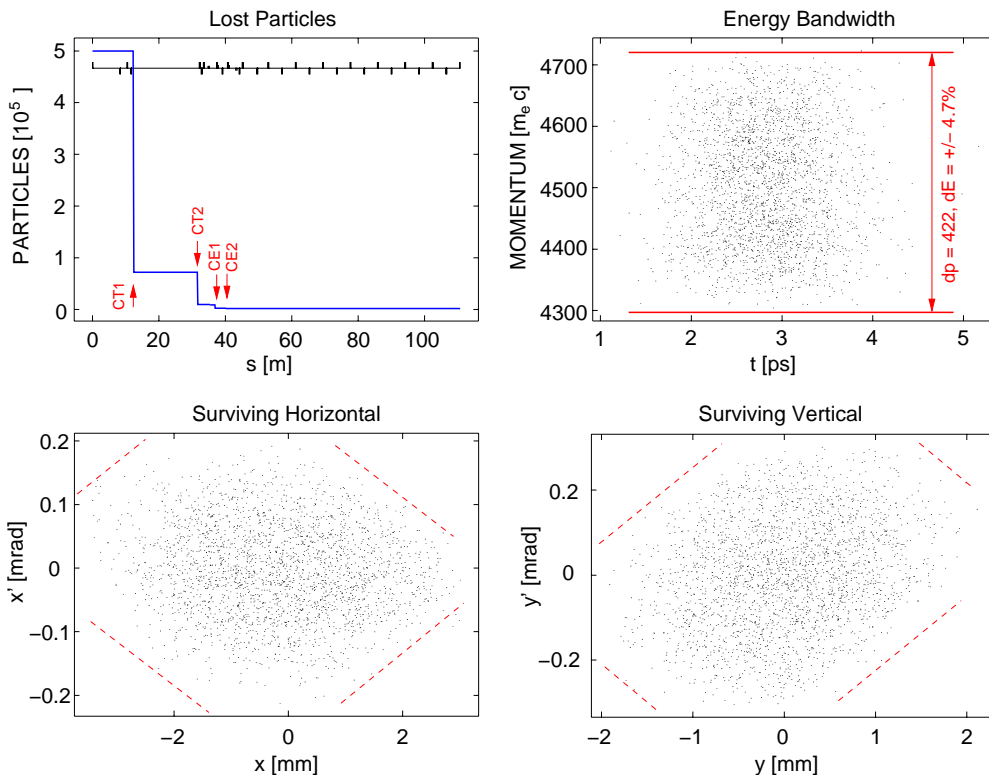 Lost Particles
5
4
3
2
1
0
PARTICLES [10^5 ]
CT1
CT2
CE1
CE2
0 20 40 60 80 100
s [m]
Energy Bandwidth
4700
4600
4500
4400
4300
MOMENTUM [m_e c]
dp = 422, dE = +/− 4.7%
1 2 3 4 5
t [ps]
Surviving Horizontal
0.2
0.1
0
−0.1
−0.2
x' [mrad]
−2 0 2
x [mm]
Surviving Vertical
0.2
0
−0.2
y' [mrad]
−2 −1 0 1 2
y [mm]